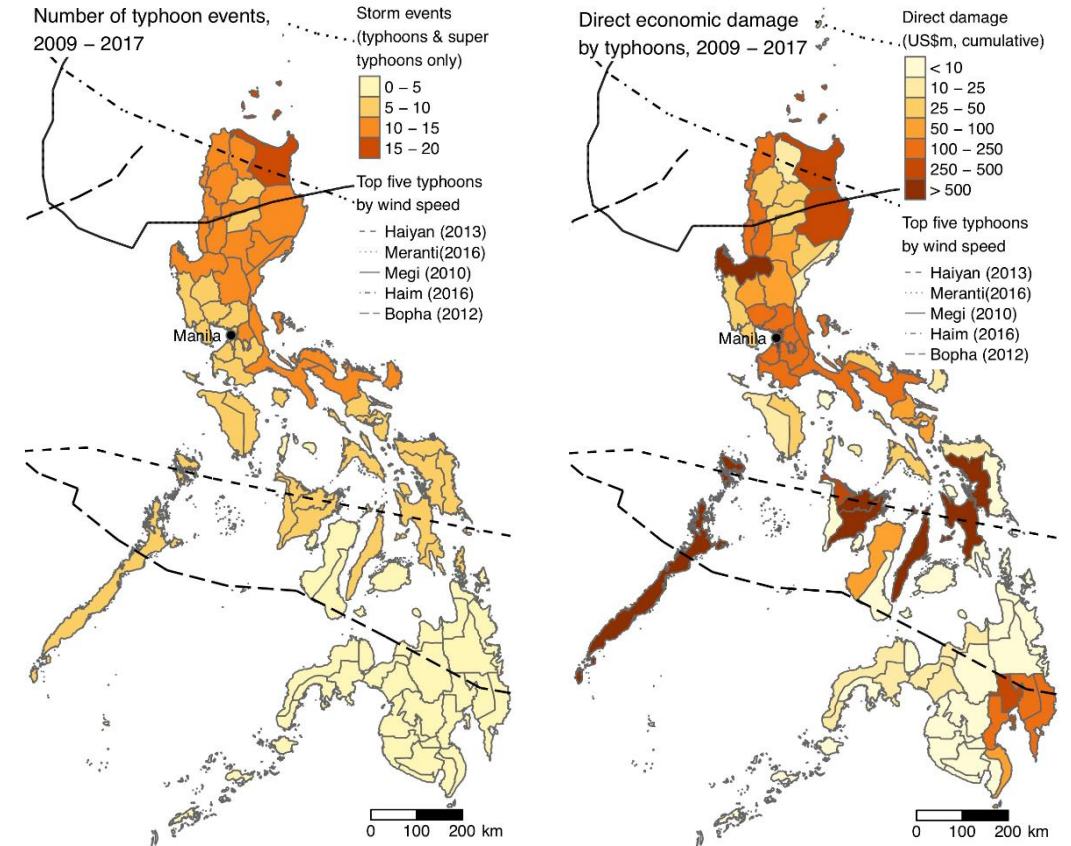 Number of typhoon events,
2009 – 2017
Storm events
(typhoons & super
typhoons only)
0 – 5
5 – 10
10 – 15
15 – 20
Top five typhoons
by wind speed
Haiyan (2013)
Meranti(2016)
Megi (2010)
Haim (2016)
Bopha (2012)
Manila
0 100 200 km
Direct economic damage
by typhoons, 2009 – 2017
Direct damage
(US$m, cumulative)
< 10
10 – 25
25 – 50
50 – 100
100 – 250
250 – 500
> 500
Top five typhoons
by wind speed
Haiyan (2013)
Meranti(2016)
Megi (2010)
Haim (2016)
Bopha (2012)
Manila
0 100 200 km